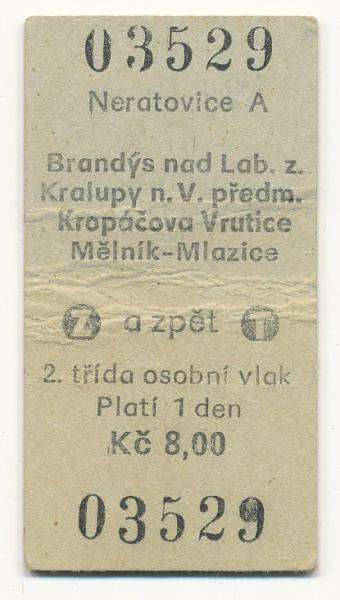 03529
Neratovice A
Brandýs nad Lab. z.
Kralupy n. V. předm.
Kropáčova Vrutice
Mělník-Mlazice
Z a zpět T
2. třída osobní vlak
Platí 1 den
Kč 8,00
03529